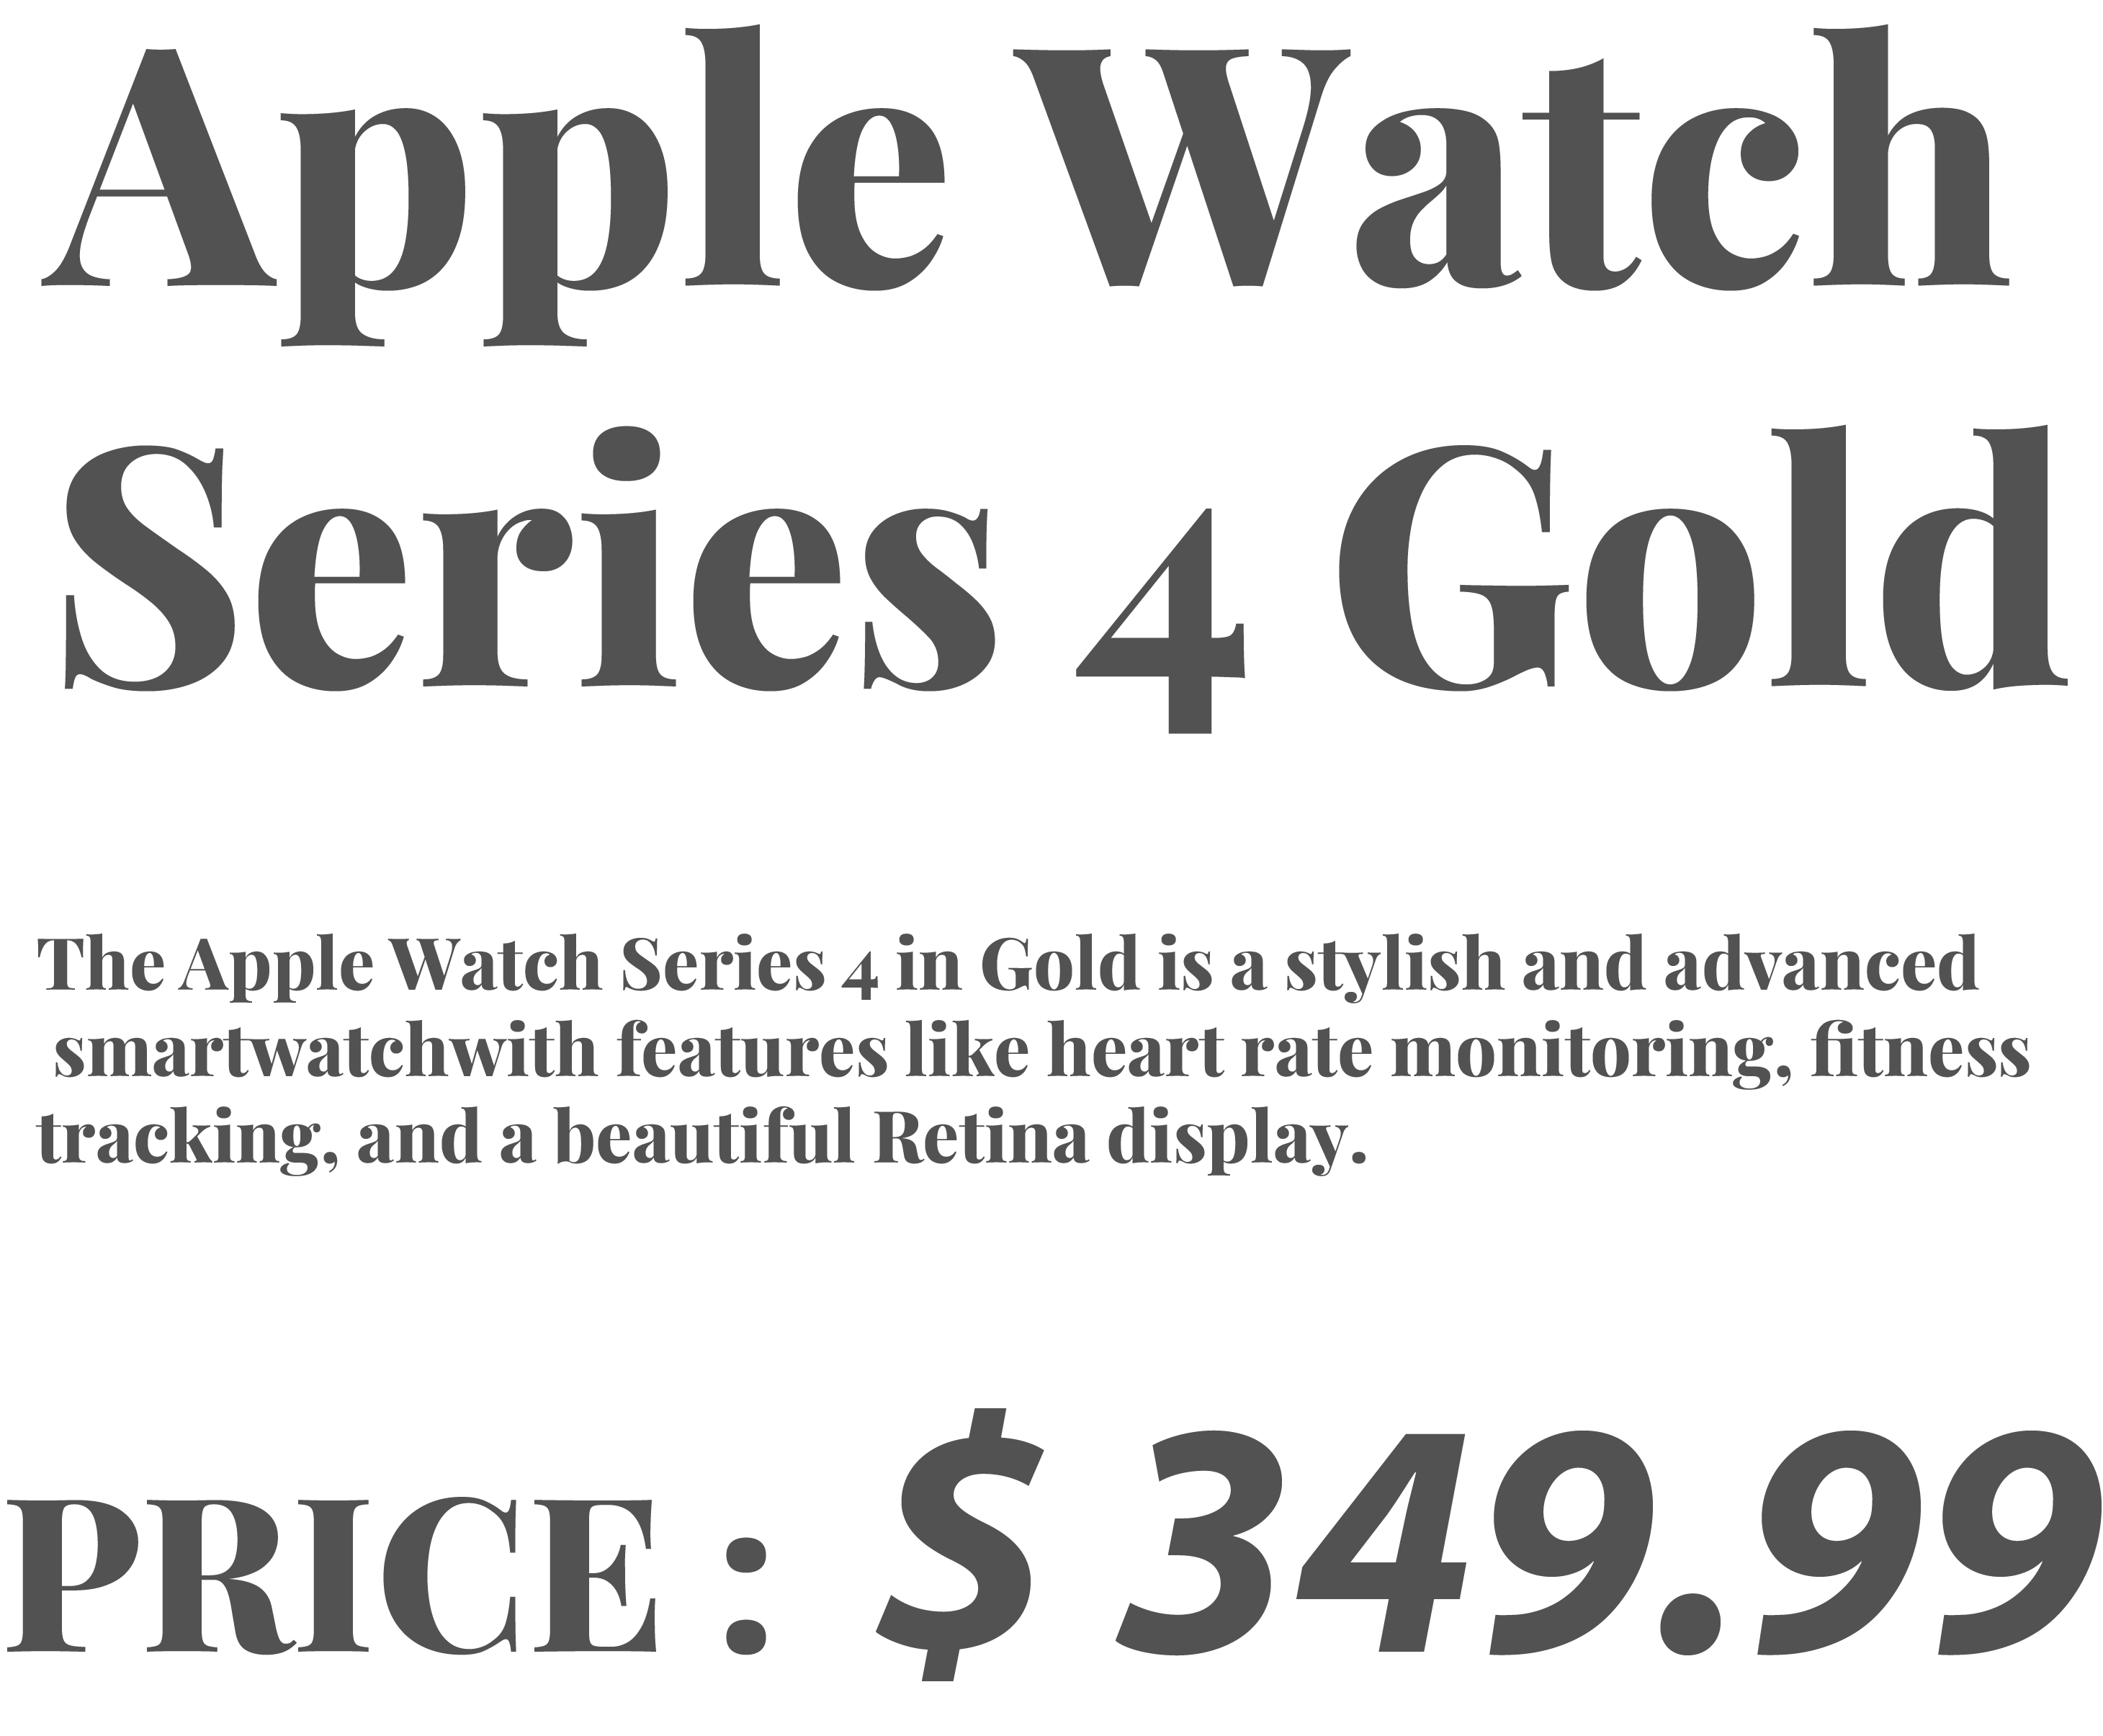 Apple Watch
Series 4 Gold
The Apple Watch Series 4 in Gold is a stylish and advanced
smartwatchwith features like heart rate monitoring, fitness
tracking, and a beautiful Retina display.
PRICE : $ 349.99